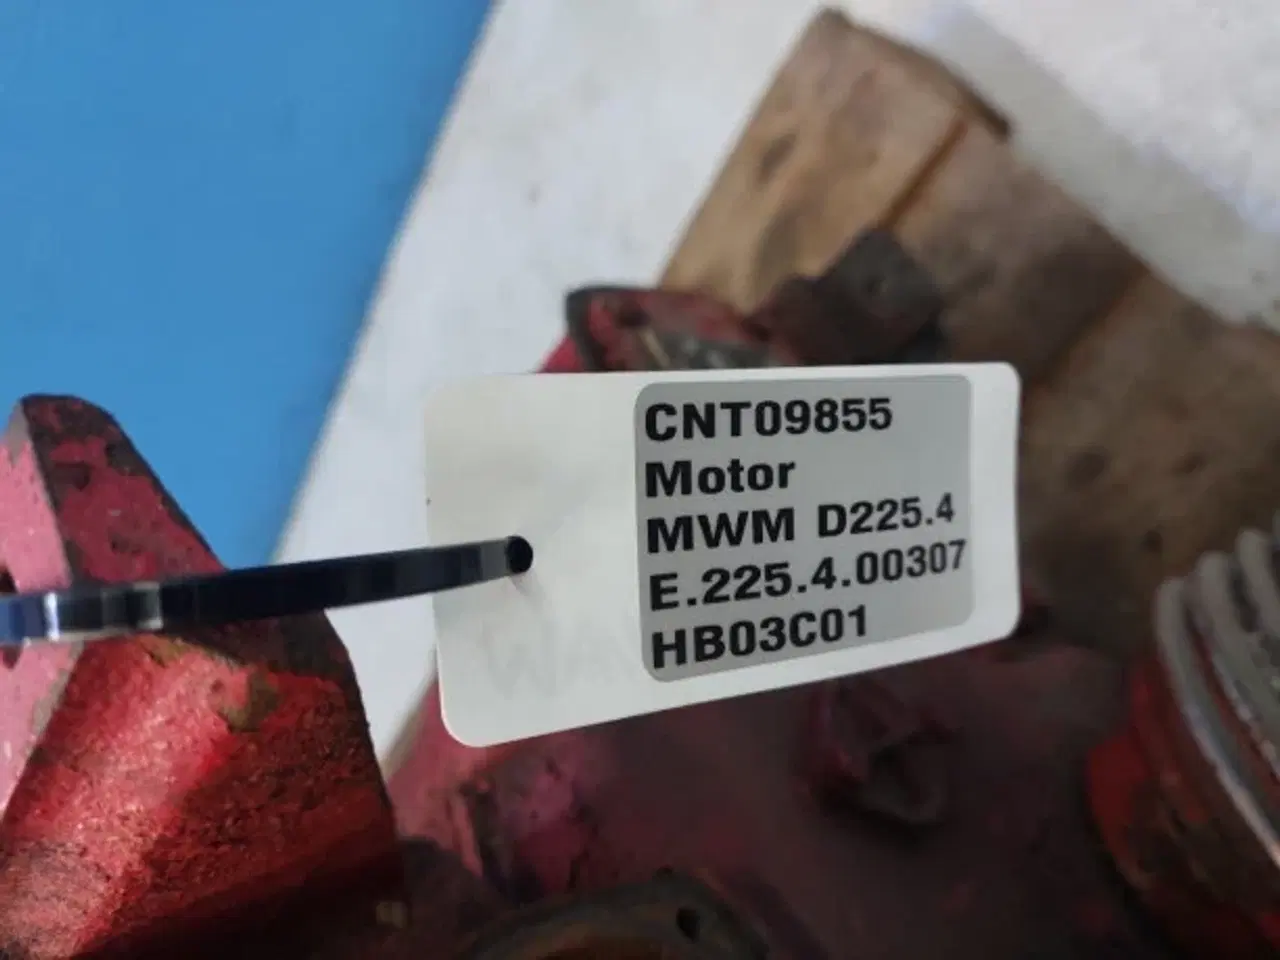 CNT09855
Motor
MWM D225.4
E.225.4.00307
HB03C01